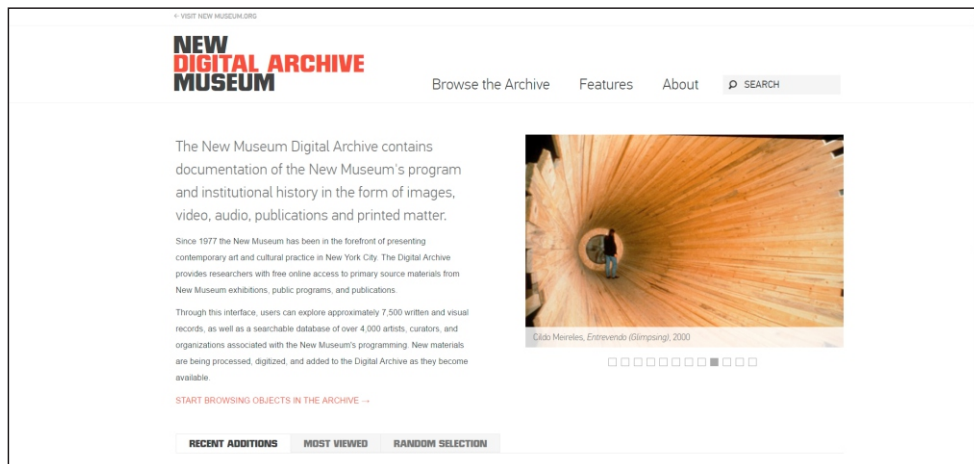 ← VISIT NEW MUSEUM.ORG
NEW
DIGITAL ARCHIVE
MUSEUM
Browse the Archive Features About SEARCH
The New Museum Digital Archive contains
documentation of the New Museum's program
and institutional history in the form of images,
video, audio, publications and printed matter.
Since 1977 the New Museum has been in the forefront of presenting
contemporary art and cultural practice in New York City. The Digital Archive
provides researchers with free online access to primary source materials from
New Museum exhibitions, public programs, and publications.
Through this interface, users can explore approximately 7,500 written and visual
records, as well as a searchable database of over 4,000 artists, curators, and
organizations associated with the New Museum's programming. New materials
are being processed, digitized, and added to the Digital Archive as they become
available.
START BROWSING OBJECTS IN THE ARCHIVE →
Cildo Meireles, Entrevendo (Glimpsing), 2000
RECENT ADDITIONS MOST VIEWED RANDOM SELECTION